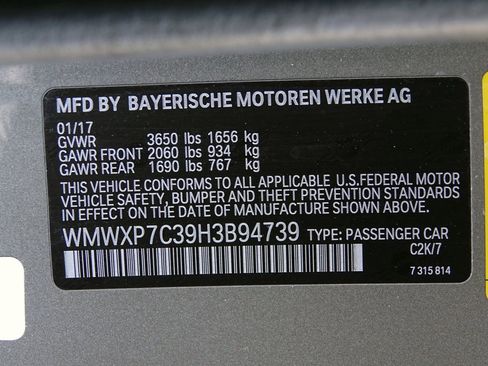 MFD BY BAYERISCHE MOTOREN WERKE AG
01/17
GVWR 3650 lbs 1656 kg
GAWR FRONT 2060 lbs 934 kg
GAWR REAR 1690 lbs 767 kg
THIS VEHICLE CONFORMS TO ALL APPLICABLE U.S.FEDERAL MOTOR
VEHICLE SAFETY, BUMPER AND THEFT PREVENTION STANDARDS
IN EFFECT ON THE DATE OF MANUFACTURE SHOWN ABOVE.
WMWXP7C39H3B94739 TYPE: PASSENGER CAR
C2K/7
7 315 814